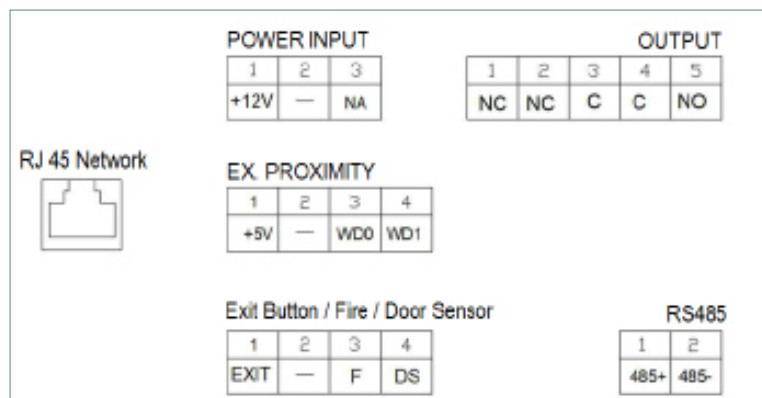 POWER INPUT
1 2 3
+12V — NA
OUTPUT
1 2 3 4 5
NC NC C C NO
RJ 45 Network
EX. PROXIMITY
1 2 3 4
+5V — WD0 WD1
Exit Button / Fire / Door Sensor
1 2 3 4
EXIT — F DS
RS485
1 2
485+ 485-